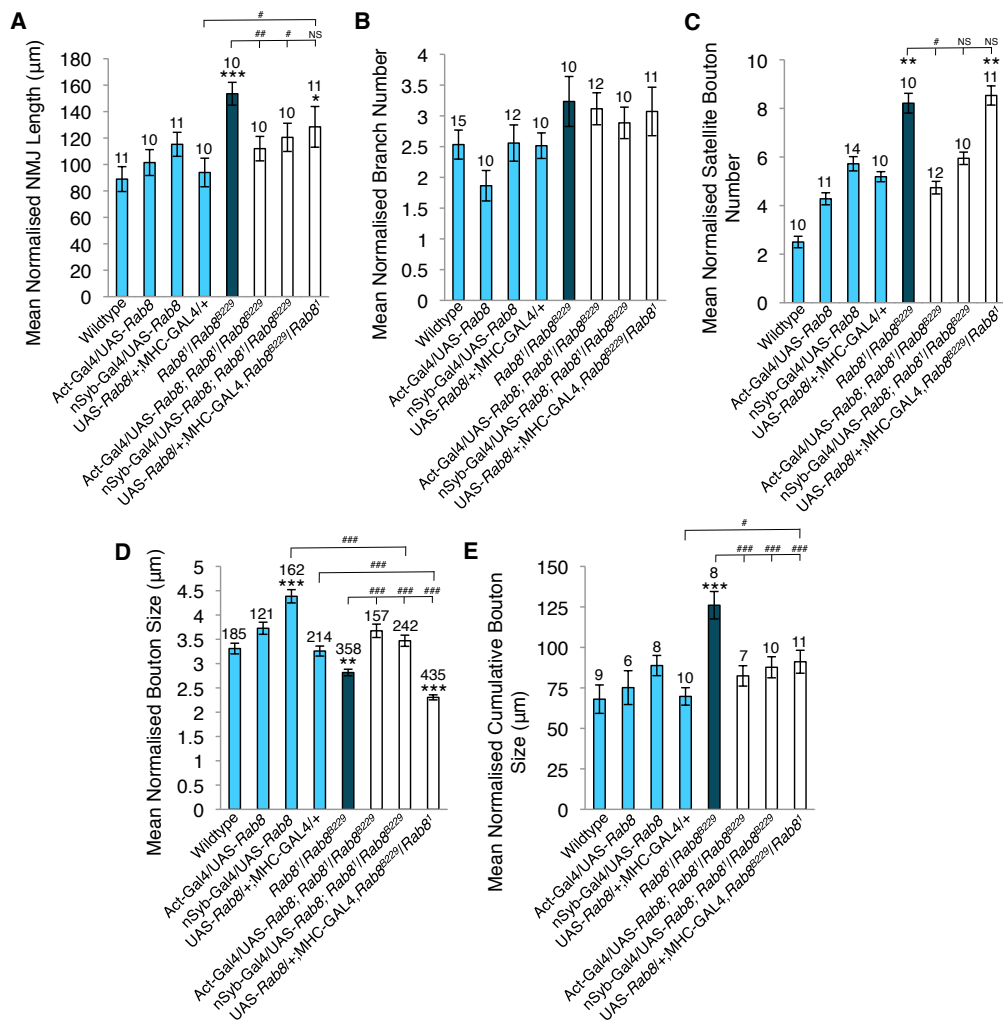 A
Mean Normalised NMJ Length (µm)
180
160
140
120
100
80
60
40
20
0
#
## # NS
11 10 11 10 10 *** 10 10 11 *
Wildtype
Act-Gal4/UAS-Rab8
nSyb-Gal4/UAS-Rab8
UAS-Rab8/+;MHC-GAL4/+
Rab8¹/Rab8ᴮ²²⁹
Act-Gal4/UAS-Rab8; Rab8¹/Rab8ᴮ²²⁹
nSyb-Gal4/UAS-Rab8; Rab8¹/Rab8ᴮ²²⁹
UAS-Rab8/+;MHC-GAL4,Rab8ᴮ²²⁹/Rab8¹
B
Mean Normalised Branch Number
4
3.5
3
2.5
2
1.5
1
0.5
0
15 10 12 10 10 12 10 11
Wildtype
Act-Gal4/UAS-Rab8
nSyb-Gal4/UAS-Rab8
UAS-Rab8/+;MHC-GAL4/+
Rab8¹/Rab8ᴮ²²⁹
Act-Gal4/UAS-Rab8; Rab8¹/Rab8ᴮ²²⁹
nSyb-Gal4/UAS-Rab8; Rab8¹/Rab8ᴮ²²⁹
UAS-Rab8/+;MHC-GAL4,Rab8ᴮ²²⁹/Rab8¹
C
Mean Normalised Satellite Bouton
Number
10
8
6
4
2
0
# NS NS
10 11 14 10 ** 10 12 10 ** 11
Wildtype
Act-Gal4/UAS-Rab8
nSyb-Gal4/UAS-Rab8
UAS-Rab8/+;MHC-GAL4/+
Rab8¹/Rab8ᴮ²²⁹
Act-Gal4/UAS-Rab8; Rab8¹/Rab8ᴮ²²⁹
nSyb-Gal4/UAS-Rab8; Rab8¹/Rab8ᴮ²²⁹
UAS-Rab8/+;MHC-GAL4,Rab8ᴮ²²⁹/Rab8¹
D
Mean Normalised Bouton Size (µm)
5
4.5
4
3.5
3
2.5
2
1.5
1
0.5
0
###
###
### ### ###
185 121 162 *** 214 358 ** 157 242 435 ***
Wildtype
Act-Gal4/UAS-Rab8
nSyb-Gal4/UAS-Rab8
UAS-Rab8/+;MHC-GAL4/+
Rab8¹/Rab8ᴮ²²⁹
Act-Gal4/UAS-Rab8; Rab8¹/Rab8ᴮ²²⁹
nSyb-Gal4/UAS-Rab8; Rab8¹/Rab8ᴮ²²⁹
UAS-Rab8/+;MHC-GAL4,Rab8ᴮ²²⁹/Rab8¹
E
Mean Normalised Cumulative Bouton
Size (µm)
150
125
100
75
50
25
0
#
### ### ###
9 6 8 10 8 *** 7 10 11
Wildtype
Act-Gal4/UAS-Rab8
nSyb-Gal4/UAS-Rab8
UAS-Rab8/+;MHC-GAL4/+
Rab8¹/Rab8ᴮ²²⁹
Act-Gal4/UAS-Rab8; Rab8¹/Rab8ᴮ²²⁹
nSyb-Gal4/UAS-Rab8; Rab8¹/Rab8ᴮ²²⁹
UAS-Rab8/+;MHC-GAL4,Rab8ᴮ²²⁹/Rab8¹